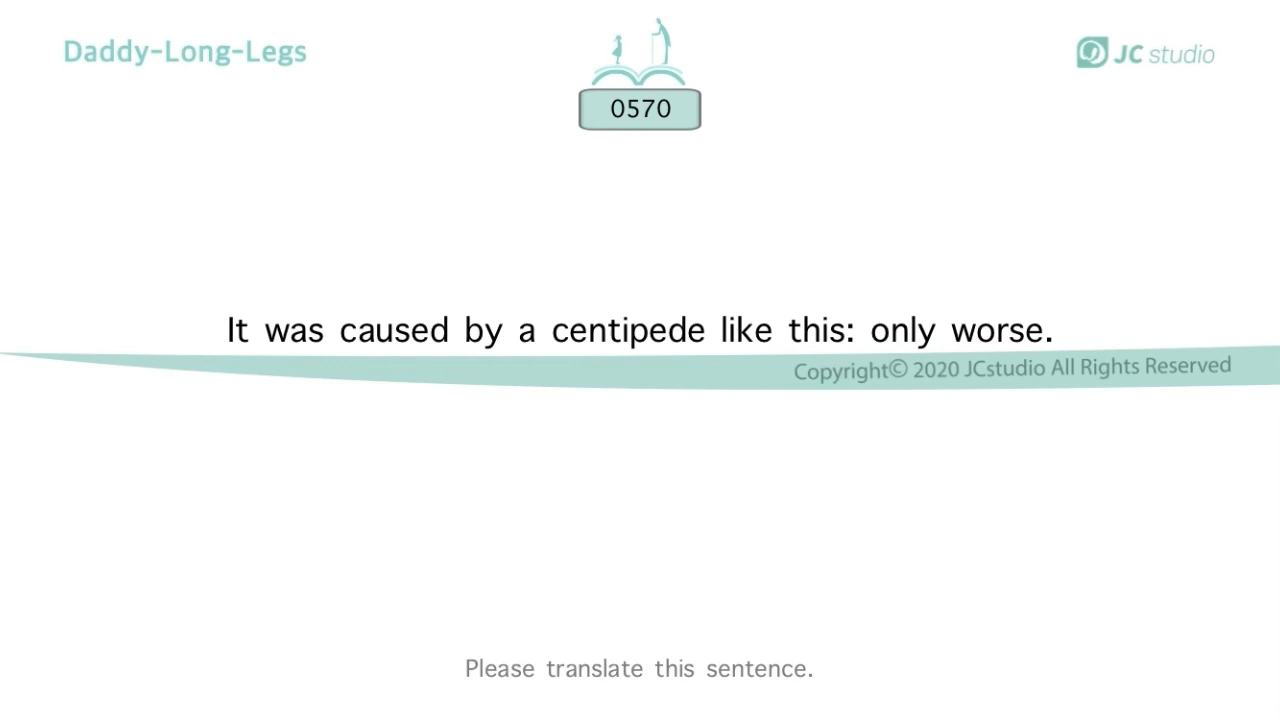 Daddy-Long-Legs
JC studio
0570
It was caused by a centipede like this: only worse.
Copyright© 2020 JCstudio All Rights Reserved
Please translate this sentence.